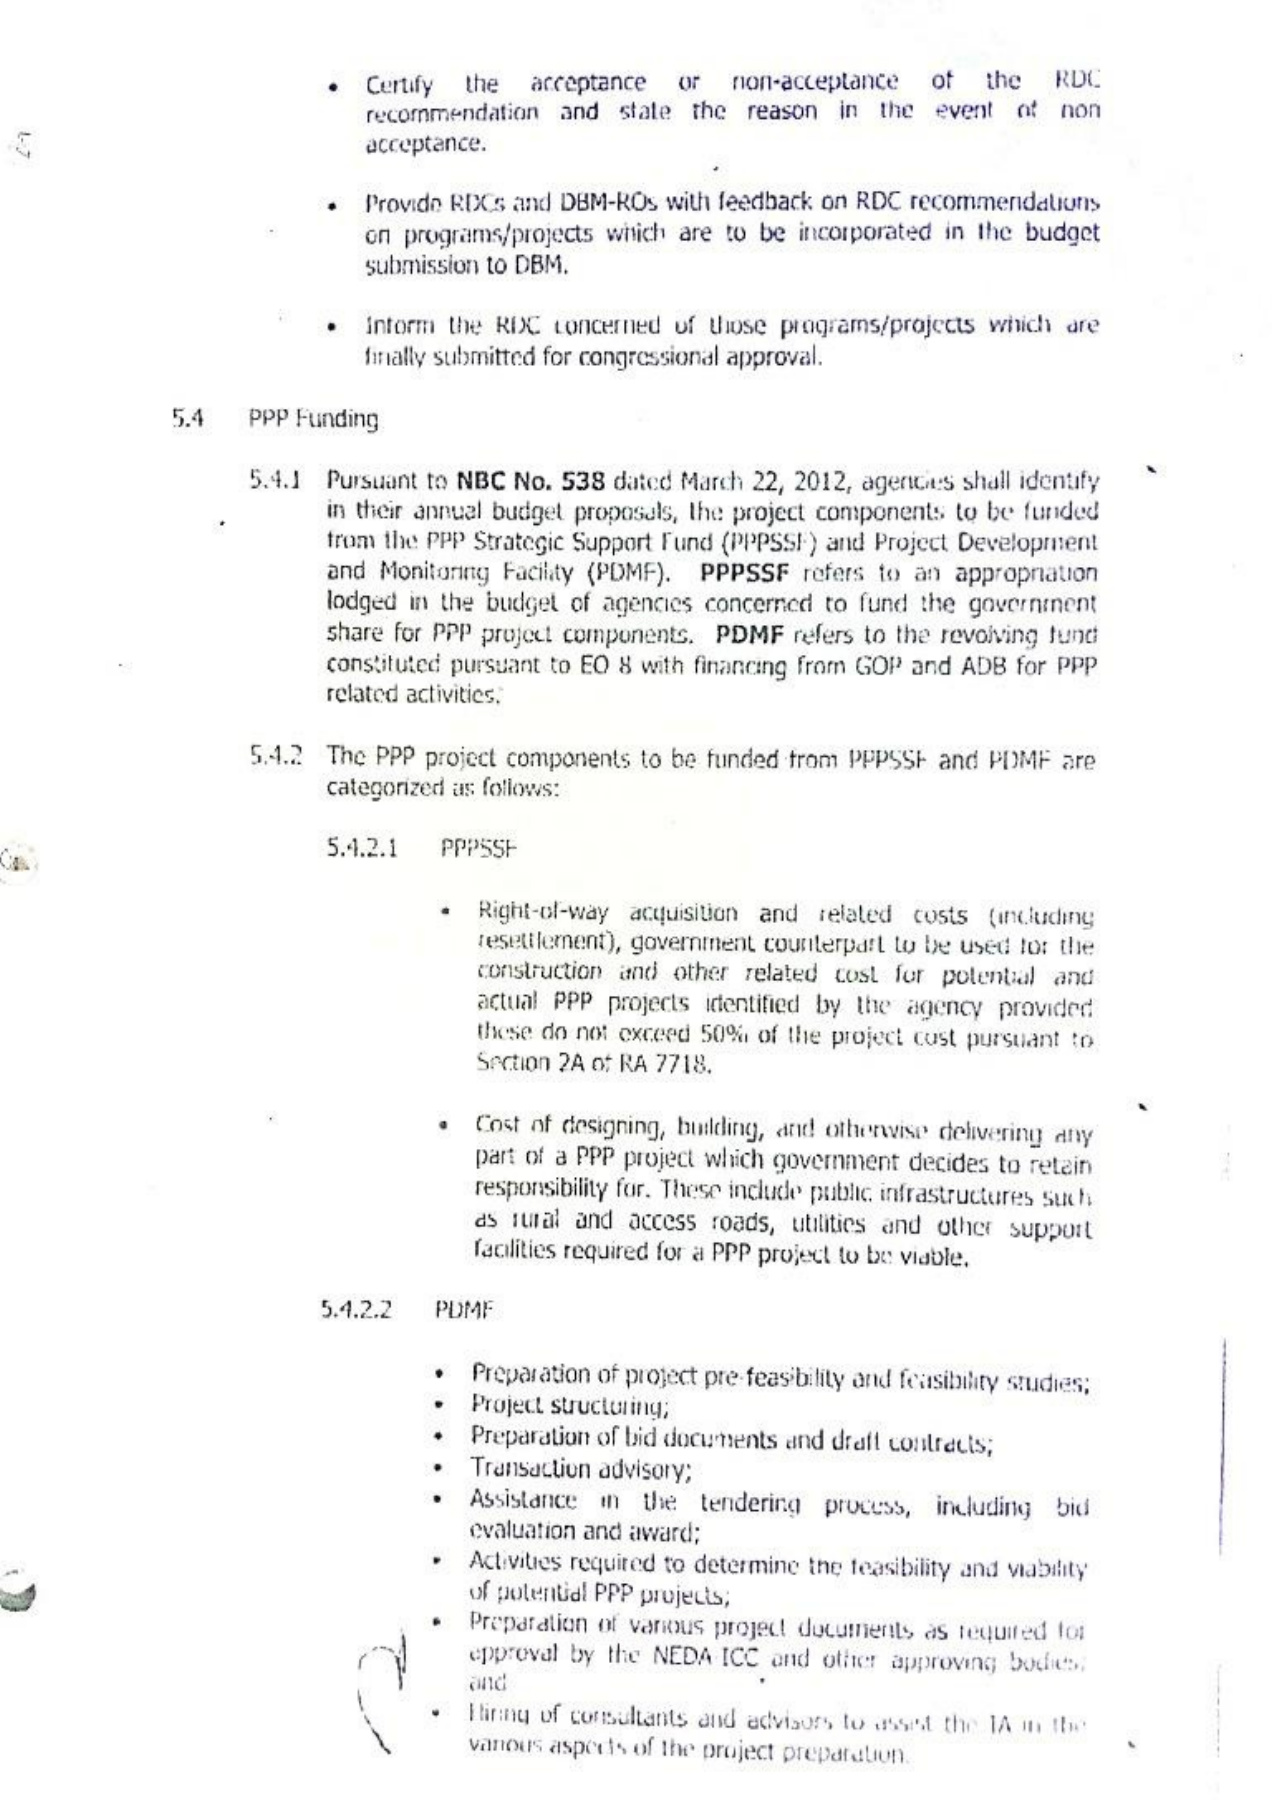 • Certify the acceptance or non-acceptance of the RDC
recommendation and state the reason in the event of non
acceptance.
• Provide RDCs and DBM-ROs with feedback on RDC recommendations
on programs/projects which are to be incorporated in the budget
submission to DBM.
• Inform the RDC concerned of those programs/projects which are
finally submitted for congressional approval.
5.4 PPP Funding
5.4.1 Pursuant to NBC No. 538 dated March 22, 2012, agencies shall identify
in their annual budget proposals, the project components to be funded
from the PPP Strategic Support Fund (PPPSSF) and Project Development
and Monitoring Facility (PDMF). PPPSSF refers to an appropriation
lodged in the budget of agencies concerned to fund the government
share for PPP project components. PDMF refers to the revolving fund
constituted pursuant to EO 8 with financing from GOP and ADB for PPP
related activities.
5.4.2 The PPP project components to be funded from PPPSSF and PDMF are
categorized as follows:
5.4.2.1 PPPSSF
• Right-of-way acquisition and related costs (including
resettlement), government counterpart to be used for the
construction and other related cost for potential and
actual PPP projects identified by the agency provided
these do not exceed 50% of the project cost pursuant to
Section 2A of RA 7718.
• Cost of designing, building, and otherwise delivering any
part of a PPP project which government decides to retain
responsibility for. These include public infrastructures such
as rural and access roads, utilities and other support
facilities required for a PPP project to be viable.
5.4.2.2 PDMF
• Preparation of project pre-feasibility and feasibility studies;
• Project structuring;
• Preparation of bid documents and draft contracts;
• Transaction advisory;
• Assistance in the tendering process, including bid
evaluation and award;
• Activities required to determine the feasibility and viability
of potential PPP projects;
• Preparation of various project documents as required for
approval by the NEDA-ICC and other approving bodies;
and
• Hiring of consultants and advisors to assist the IA in the
various aspects of the project preparation.